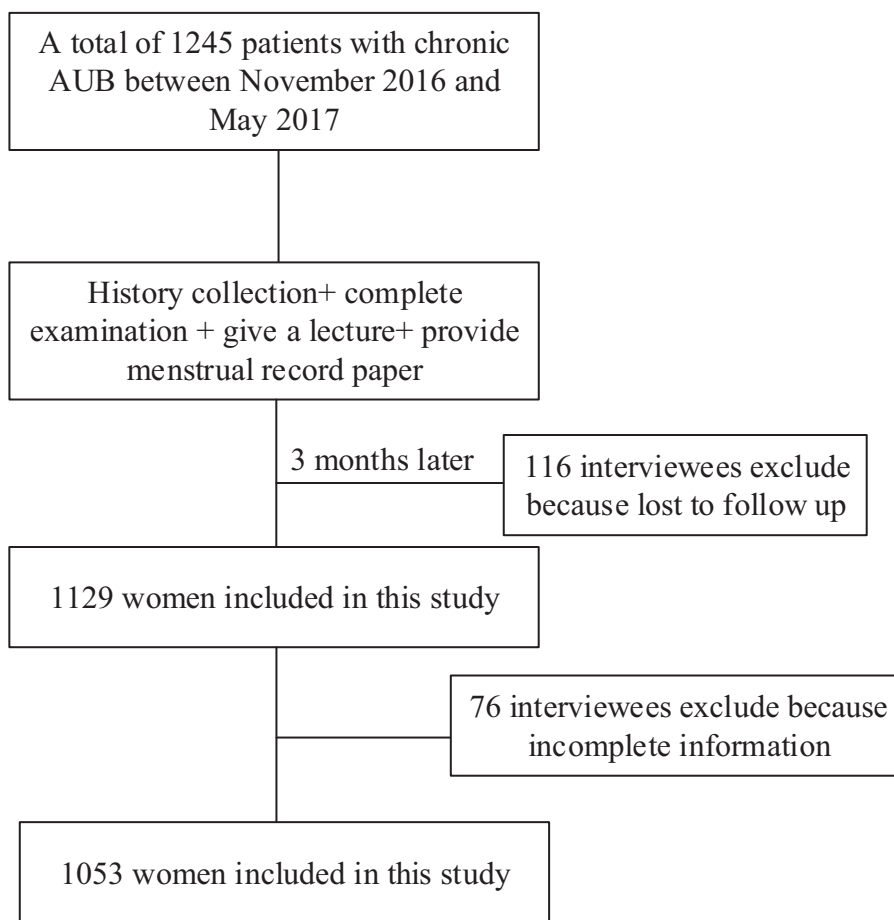 A total of 1245 patients with chronic
AUB between November 2016 and
May 2017
History collection+ complete
examination + give a lecture+ provide
menstrual record paper
3 months later
116 interviewees exclude
because lost to follow up
1129 women included in this study
76 interviewees exclude because
incomplete information
1053 women included in this study